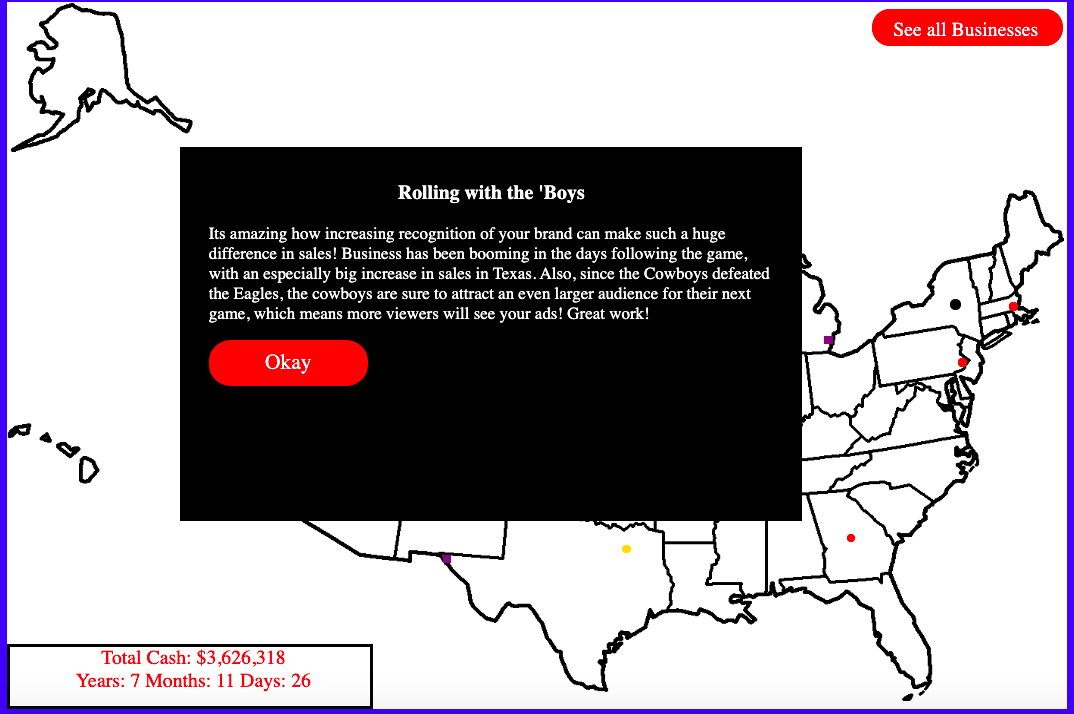 See all Businesses
Rolling with the 'Boys
Its amazing how increasing recognition of your brand can make such a huge
difference in sales! Business has been booming in the days following the game,
with an especially big increase in sales in Texas. Also, since the Cowboys defeated
the Eagles, the cowboys are sure to attract an even larger audience for their next
game, which means more viewers will see your ads! Great work!
Okay
Total Cash: $3,626,318
Years: 7 Months: 11 Days: 26